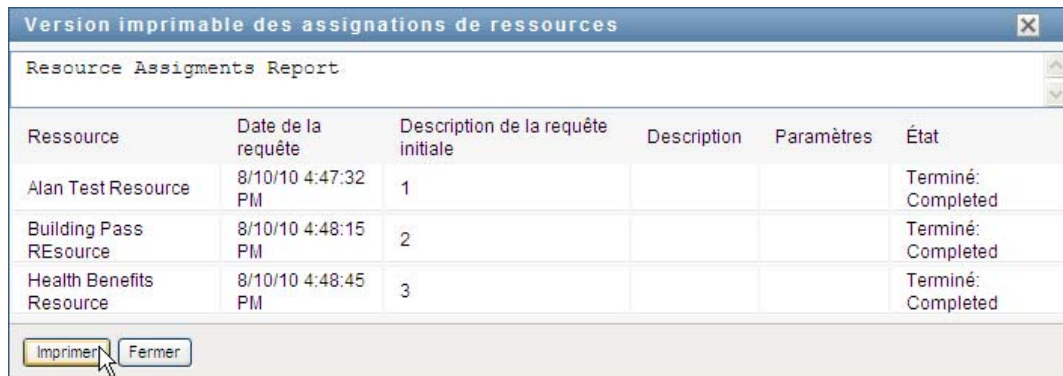 Version imprimable des assignations de ressources
Resource Assigments Report
Ressource
Date de la
requête
Description de la requête
initiale
Description
Paramètres
État
Alan Test Resource
8/10/10 4:47:32
PM
1
Terminé:
Completed
Building Pass
REsource
8/10/10 4:48:15
PM
2
Terminé:
Completed
Health Benefits
Resource
8/10/10 4:48:45
PM
3
Terminé:
Completed
Imprimer
Fermer